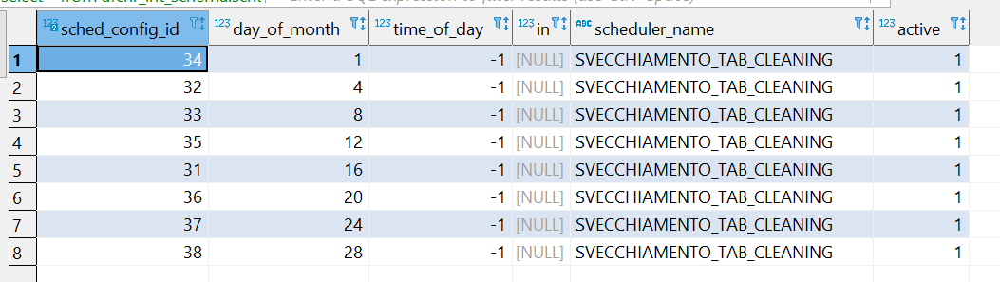 sched_config_id day_of_month time_of_day in scheduler_name active
1 34 1 -1 [NULL] SVECCHIAMENTO_TAB_CLEANING 1
2 32 4 -1 [NULL] SVECCHIAMENTO_TAB_CLEANING 1
3 33 8 -1 [NULL] SVECCHIAMENTO_TAB_CLEANING 1
4 35 12 -1 [NULL] SVECCHIAMENTO_TAB_CLEANING 1
5 31 16 -1 [NULL] SVECCHIAMENTO_TAB_CLEANING 1
6 36 20 -1 [NULL] SVECCHIAMENTO_TAB_CLEANING 1
7 37 24 -1 [NULL] SVECCHIAMENTO_TAB_CLEANING 1
8 38 28 -1 [NULL] SVECCHIAMENTO_TAB_CLEANING 1